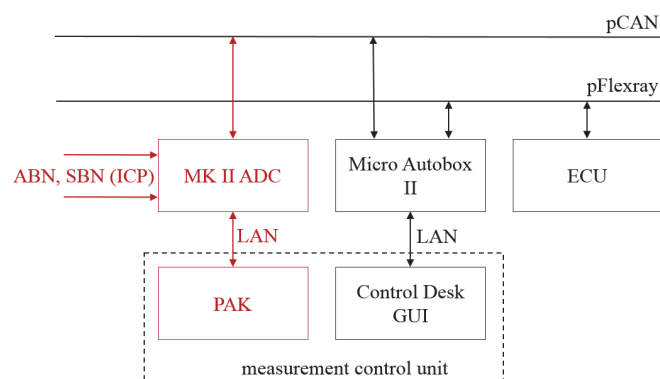 pCAN
pFlexray
ABN, SBN (ICP)
MK II ADC
Micro Autobox
II
ECU
LAN
LAN
PAK
Control Desk
GUI
measurement control unit